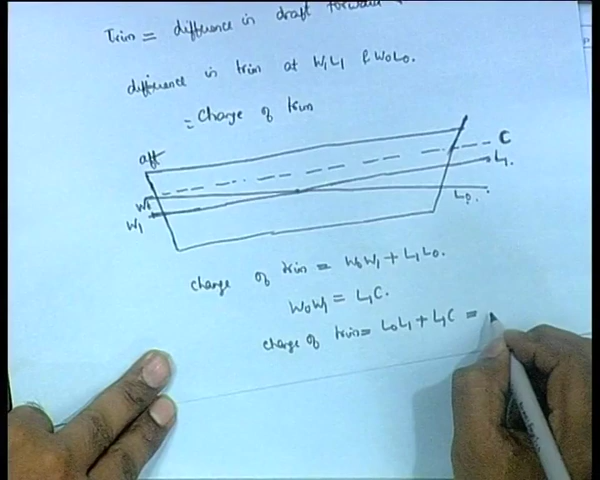 Trim = difference in draft forward
difference in trim at W₁L₁ & W₀L₀.
= Change of trim
aft
C
L₁.
W₀
L₀.
W₁
change of trim = W₀W₁ + L₁L₀.
W₀W₁ = L₁C.
change of trim = L₀L₁ + L₁C =